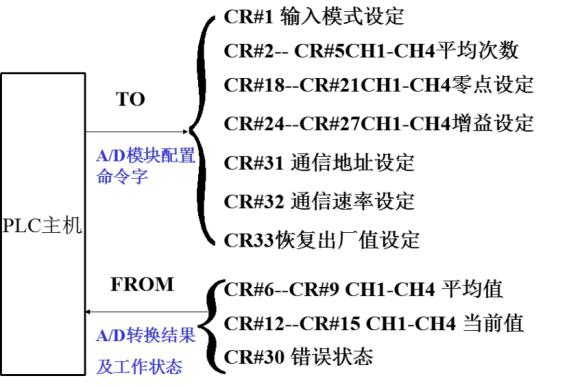 CR#1 输入模式设定
CR#2-- CR#5CH1-CH4平均次数
CR#18--CR#21CH1-CH4零点设定
TO
CR#24--CR#27CH1-CH4增益设定
A/D模块配置
命令字
CR#31 通信地址设定
CR#32 通信速率设定
PLC主机
CR33恢复出厂值设定
FROM
CR#6--CR#9 CH1-CH4 平均值
CR#12--CR#15 CH1-CH4 当前值
A/D转换结果
及工作状态
CR#30 错误状态